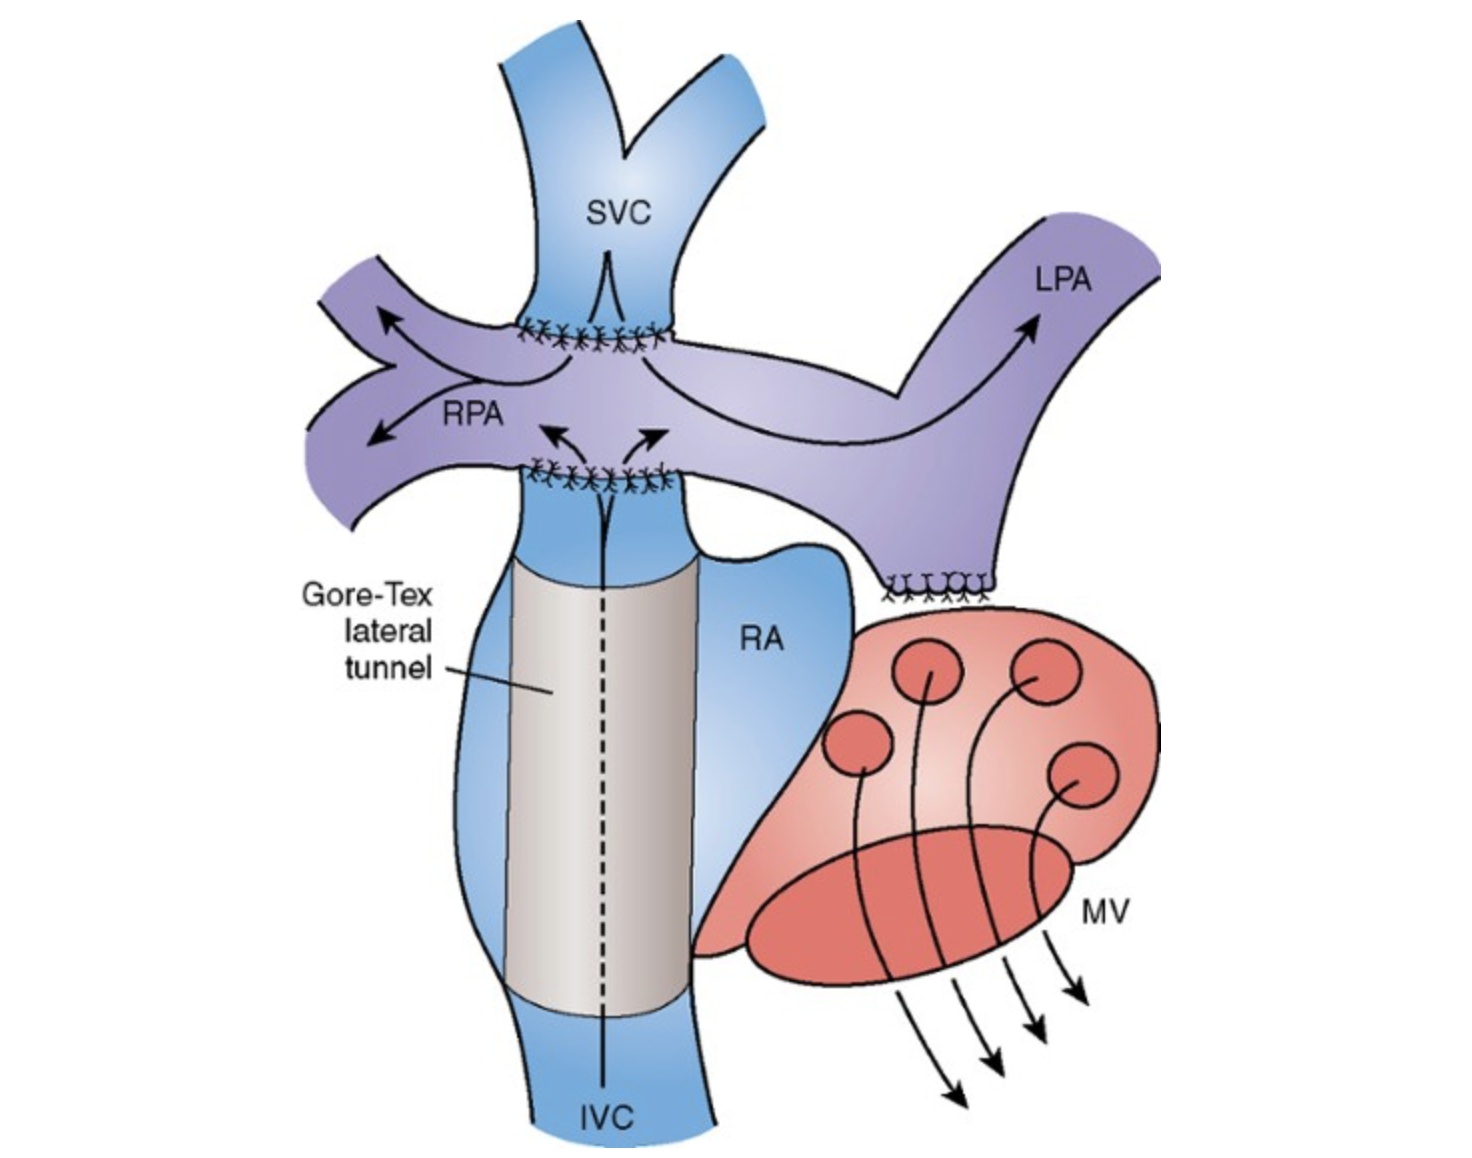 SVC
LPA
RPA
Gore-Tex
lateral
tunnel
RA
MV
IVC